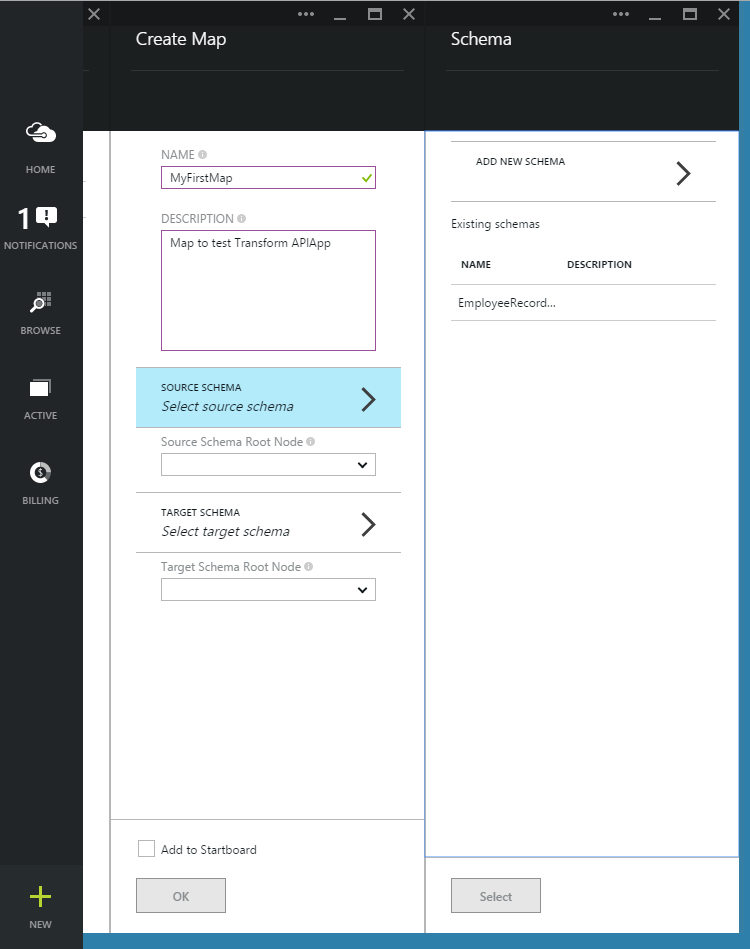 HOME
1
NOTIFICATIONS
BROWSE
ACTIVE
BILLING
NEW
Create Map
NAME
MyFirstMap
DESCRIPTION
Map to test Transform APIApp
SOURCE SCHEMA
Select source schema
Source Schema Root Node
TARGET SCHEMA
Select target schema
Target Schema Root Node
Add to Startboard
OK
Schema
ADD NEW SCHEMA
Existing schemas
NAME DESCRIPTION
EmployeeRecord...
Select